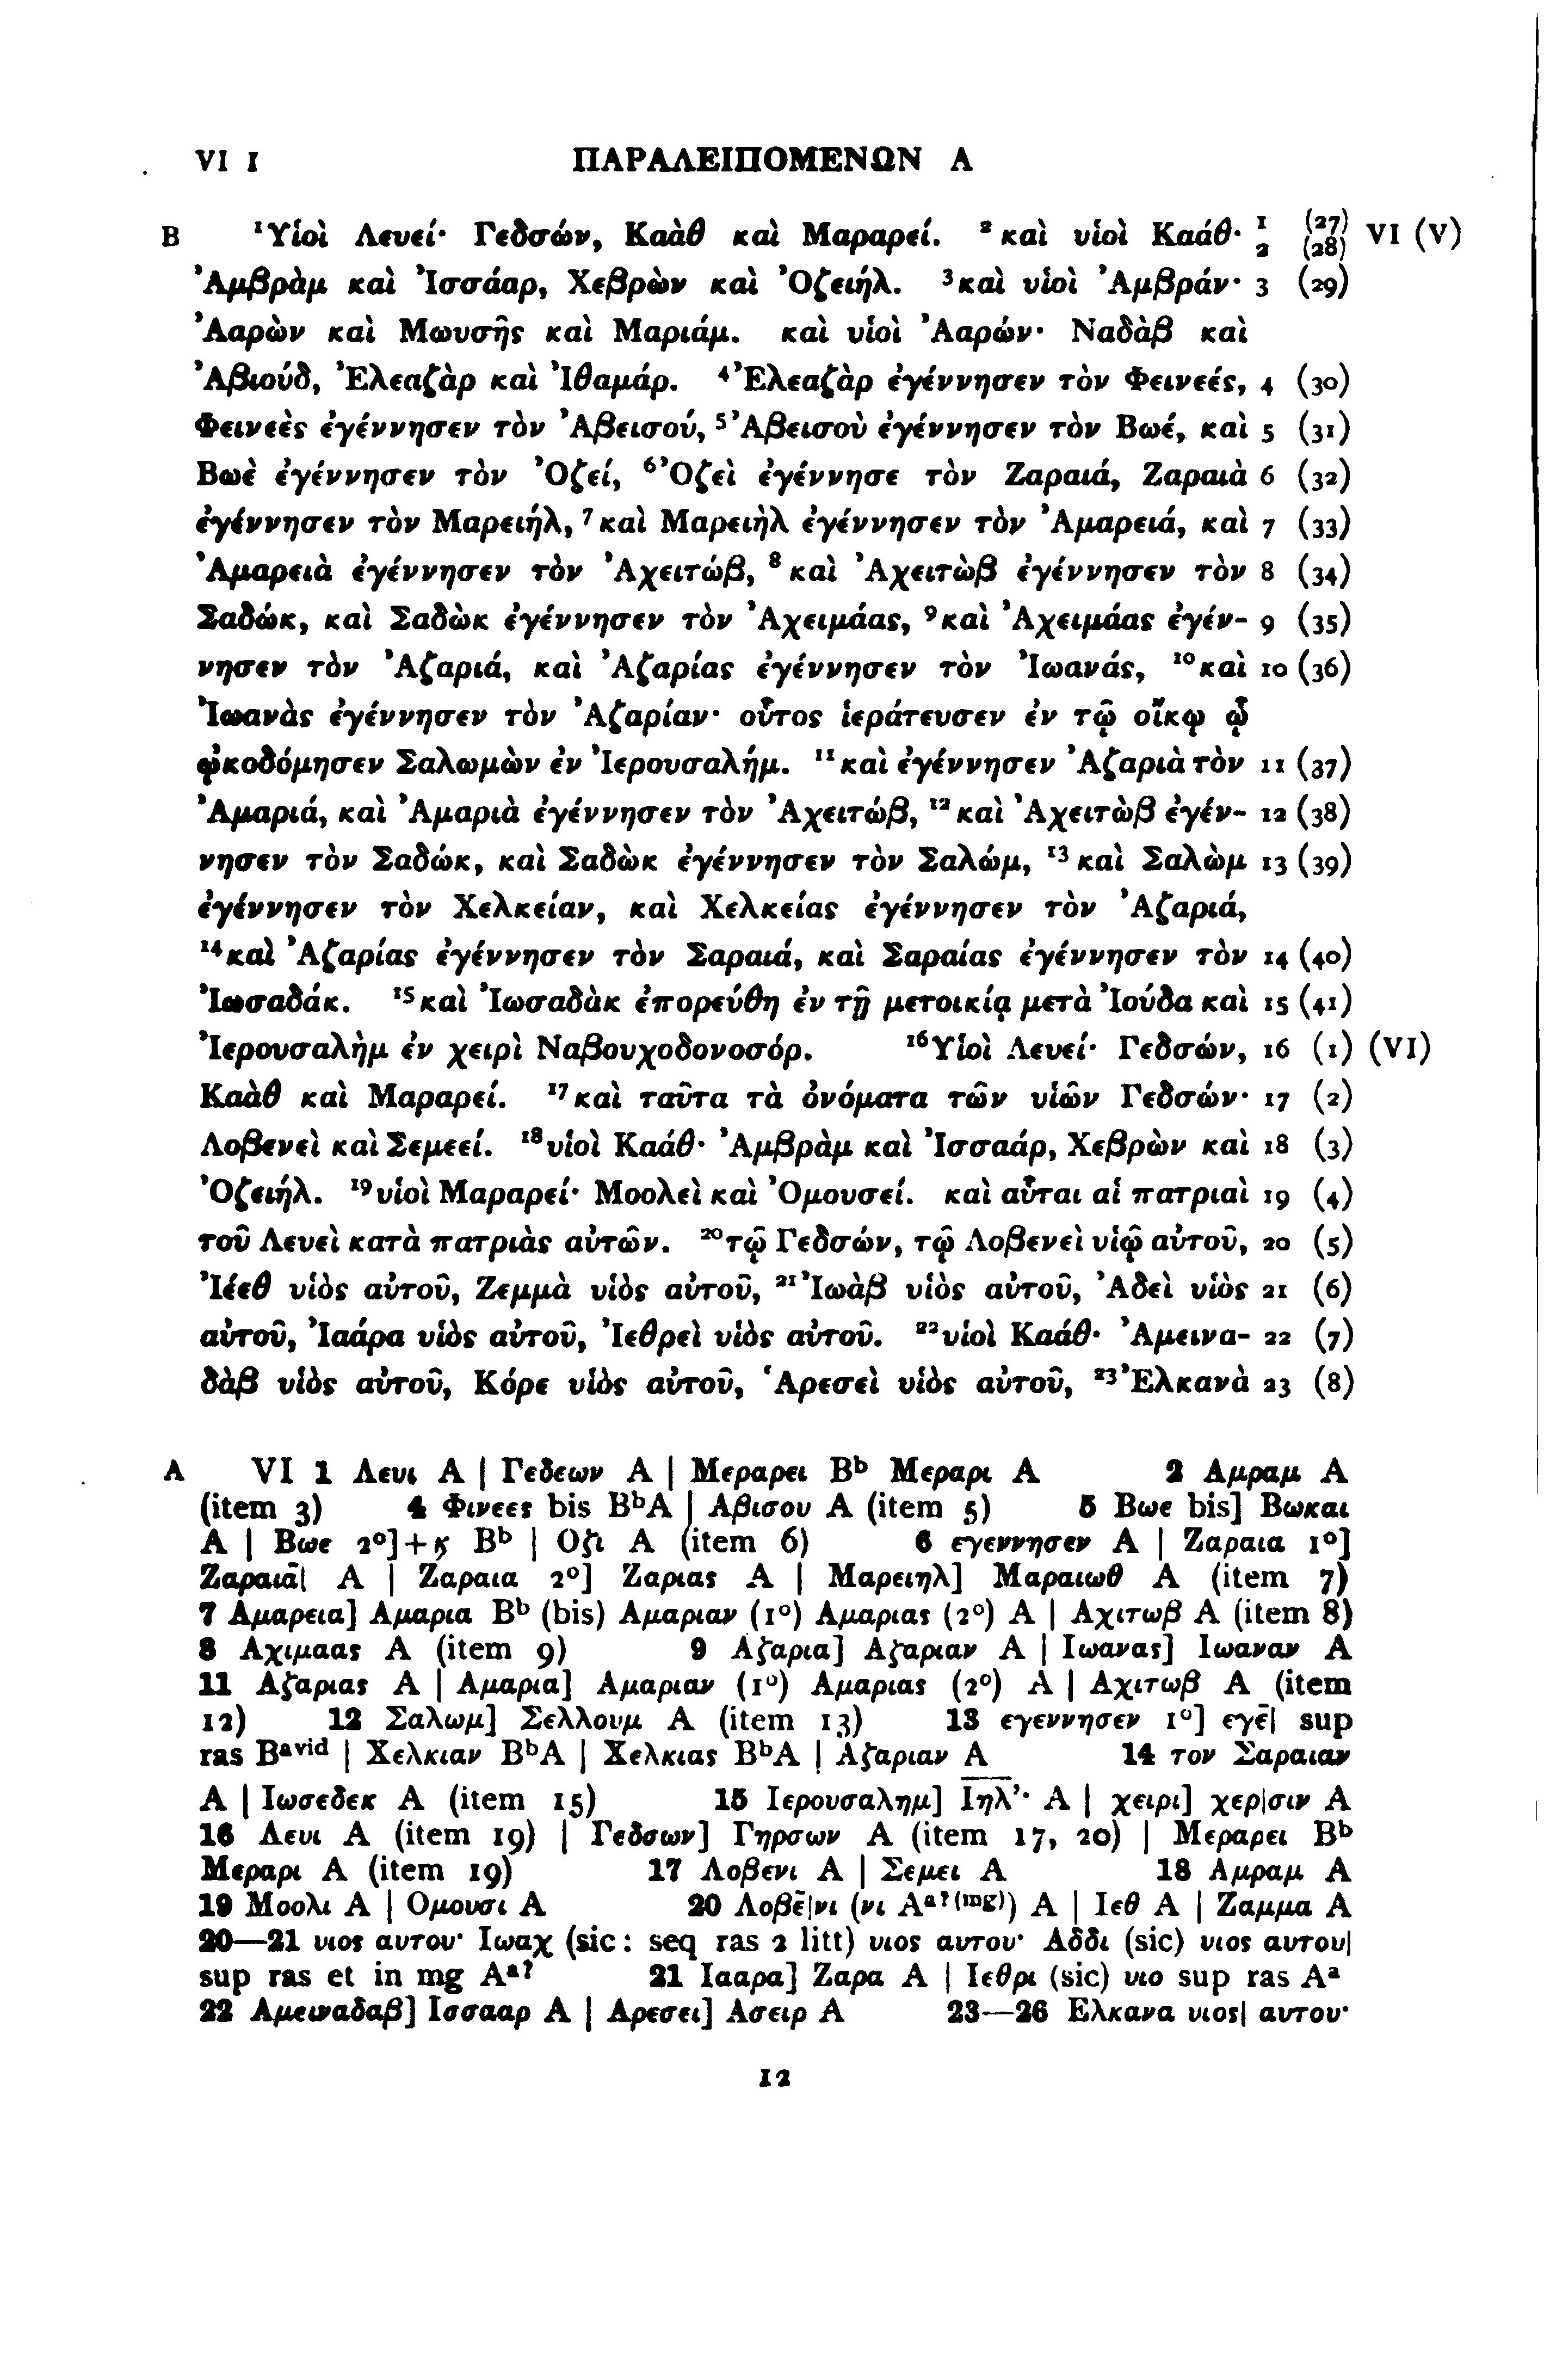 VI 1 ΠΑΡΑΛΕΙΠΟΜΕΝΩΝ Α
B ¹Υἱοὶ Λευεί· Γεδσών, Καὰθ καὶ Μαραρεί. ²καὶ υἱοὶ Καάθ· 1 2 (27) (28) VI (V)
Ἀμβρὰμ καὶ Ἰσσάαρ, Χεβρὼν καὶ Ὀζειήλ. ³καὶ υἱοὶ Ἀμβράν· 3 (29)
Ἀαρὼν καὶ Μωυσῆς καὶ Μαριάμ. καὶ υἱοὶ Ἀαρών· Ναδὰβ καὶ
Ἀβιούδ, Ἐλεαζὰρ καὶ Ἰθαμάρ. ⁴Ἐλεαζὰρ ἐγέννησεν τὸν Φεινεές, 4 (30)
Φεινεὲς ἐγέννησεν τὸν Ἀβεισού, ⁵Ἀβεισοὺ ἐγέννησεν τὸν Βωέ, καὶ 5 (31)
Βωὲ ἐγέννησεν τὸν Ὀζεί, ⁶Ὀζεὶ ἐγέννησε τὸν Ζαραιά, Ζαραιὰ 6 (32)
ἐγέννησεν τὸν Μαρειήλ, ⁷καὶ Μαρειὴλ ἐγέννησεν τὸν Ἀμαρειά, καὶ 7 (33)
Ἀμαρειὰ ἐγέννησεν τὸν Ἀχειτώβ, ⁸καὶ Ἀχειτὼβ ἐγέννησεν τὸν 8 (34)
Σαδώκ, καὶ Σαδὼκ ἐγέννησεν τὸν Ἀχειμάας, ⁹καὶ Ἀχειμάας ἐγέν- 9 (35)
νησεν τὸν Ἀζαριά, καὶ Ἀζαρίας ἐγέννησεν τὸν Ἰωανάς, ¹⁰καὶ 10 (36)
Ἰωανὰς ἐγέννησεν τὸν Ἀζαρίαν· οὗτος ἱεράτευσεν ἐν τῷ οἴκῳ ᾧ
ᾠκοδόμησεν Σαλωμὼν ἐν Ἰερουσαλήμ. ¹¹καὶ ἐγέννησεν Ἀζαριὰ τὸν 11 (37)
Ἀμαριά, καὶ Ἀμαριὰ ἐγέννησεν τὸν Ἀχειτώβ, ¹²καὶ Ἀχειτὼβ ἐγέν- 12 (38)
νησεν τὸν Σαδώκ, καὶ Σαδὼκ ἐγέννησεν τὸν Σαλώμ, ¹³καὶ Σαλὼμ 13 (39)
ἐγέννησεν τὸν Χελκείαν, καὶ Χελκείας ἐγέννησεν τὸν Ἀζαριά,
¹⁴καὶ Ἀζαρίας ἐγέννησεν τὸν Σαραιά, καὶ Σαραίας ἐγέννησεν τὸν 14 (40)
Ἰωσαδάκ. ¹⁵καὶ Ἰωσαδὰκ ἐπορεύθη ἐν τῇ μετοικίᾳ μετὰ Ἰούδα καὶ 15 (41)
Ἰερουσαλὴμ ἐν χειρὶ Ναβουχοδονοσόρ. ¹⁶Υἱοὶ Λευεί· Γεδσών, 16 (1) (VI)
Καὰθ καὶ Μαραρεί. ¹⁷καὶ ταῦτα τὰ ὀνόματα τῶν υἱῶν Γεδσών· 17 (2)
Λοβενεὶ καὶ Σεμεεί. ¹⁸υἱοὶ Καάθ· Ἀμβρὰμ καὶ Ἰσσαάρ, Χεβρὼν καὶ 18 (3)
Ὀζειήλ. ¹⁹υἱοὶ Μαραρεί· Μοολεὶ καὶ Ὁμουσεί. καὶ αὗται αἱ πατριαὶ 19 (4)
τοῦ Λευεὶ κατὰ πατριὰς αὐτῶν. ²⁰τῷ Γεδσών, τῷ Λοβενεὶ υἱῷ αὐτοῦ, 20 (5)
Ἰέεθ υἱὸς αὐτοῦ, Ζεμμὰ υἱὸς αὐτοῦ, ²¹Ἰωὰβ υἱὸς αὐτοῦ, Ἀδεὶ υἱὸς 21 (6)
αὐτοῦ, Ἰαάρα υἱὸς αὐτοῦ, Ἰεθρεὶ υἱὸς αὐτοῦ. ²²υἱοὶ Καάθ· Ἀμεινα- 22 (7)
δὰβ υἱὸς αὐτοῦ, Κόρε υἱὸς αὐτοῦ, Ἁρεσεὶ υἱὸς αὐτοῦ, ²³Ἐλκανὰ 23 (8)
A VI 1 Λευι A | Γεδεων A | Μεραρει Bᵇ Μεραρι A 2 Αμραμ A
(item 3) 4 Φινεες bis BᵇA | Αβισου A (item 5) 5 Βωε bis] Βωκαι
A | Βωε 2°]+ϗ Bᵇ | Οζι A (item 6) 6 εγεννησεν A | Ζαραια 1°]
Ζαραιᾱ| A | Ζαραια 2°] Ζαριας A | Μαρειηλ] Μαραιωθ A (item 7)
7 Αμαρεια] Αμαρια Bᵇ (bis) Αμαριαν (1°) Αμαριας (2°) A | Αχιτωβ A (item 8)
8 Αχιμαας A (item 9) 9 Αζαρια] Αζαριαν A | Ιωανας] Ιωαναν A
11 Αζαριας A | Αμαρια] Αμαριαν (1°) Αμαριας (2°) A | Αχιτωβ A (item
12) 12 Σαλωμ] Σελλουμ A (item 13) 13 εγεννησεν 1°] εγε̄| sup
ras Bᵃᵛⁱᵈ | Χελκιαν BᵇA | Χελκιας BᵇA | Αζαριαν A 14 τον Σαραιαν
A | Ιωσεδεκ A (item 15) 15 Ιερουσαλημ] Ι̅η̅λ̅’· A | χειρι] χερ|σιν A
16 Λευι A (item 19) | Γεδσων] Γηρσων A (item 17, 20) | Μεραρει Bᵇ
Μεραρι A (item 19) 17 Λοβενι A | Σεμει A 18 Αμραμ A
19 Μοολι A | Ομουσι A 20 Λοβε̄|νι (νι Aᵃ?⁽ᵐᵍ⁾) A | Ιεθ A | Ζαμμα A
20—21 υιος αυτου· Ιωαχ (sic: seq ras 2 litt) υιος αυτου· Αδδι (sic) υιος αυτου|
sup ras et in mg Aᵃ? 21 Ιααρα] Ζαρα A | Ιεθρι (sic) υιο sup ras Aᵃ
22 Αμειναδαβ] Ισσααρ A | Αρεσει] Ασειρ A 23—26 Ελκανα υιος| αυτου·
12